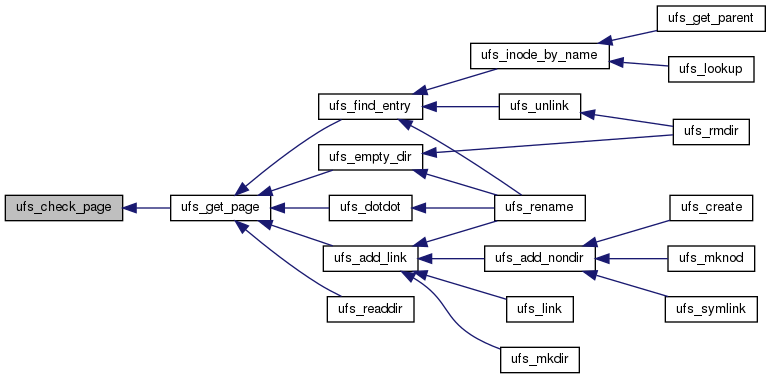 ufs_get_parent
ufs_inode_by_name
ufs_lookup
ufs_find_entry
ufs_unlink
ufs_rmdir
ufs_empty_dir
ufs_check_page
ufs_get_page
ufs_dotdot
ufs_rename
ufs_create
ufs_add_link
ufs_add_nondir
ufs_mknod
ufs_readdir
ufs_link
ufs_symlink
ufs_mkdir